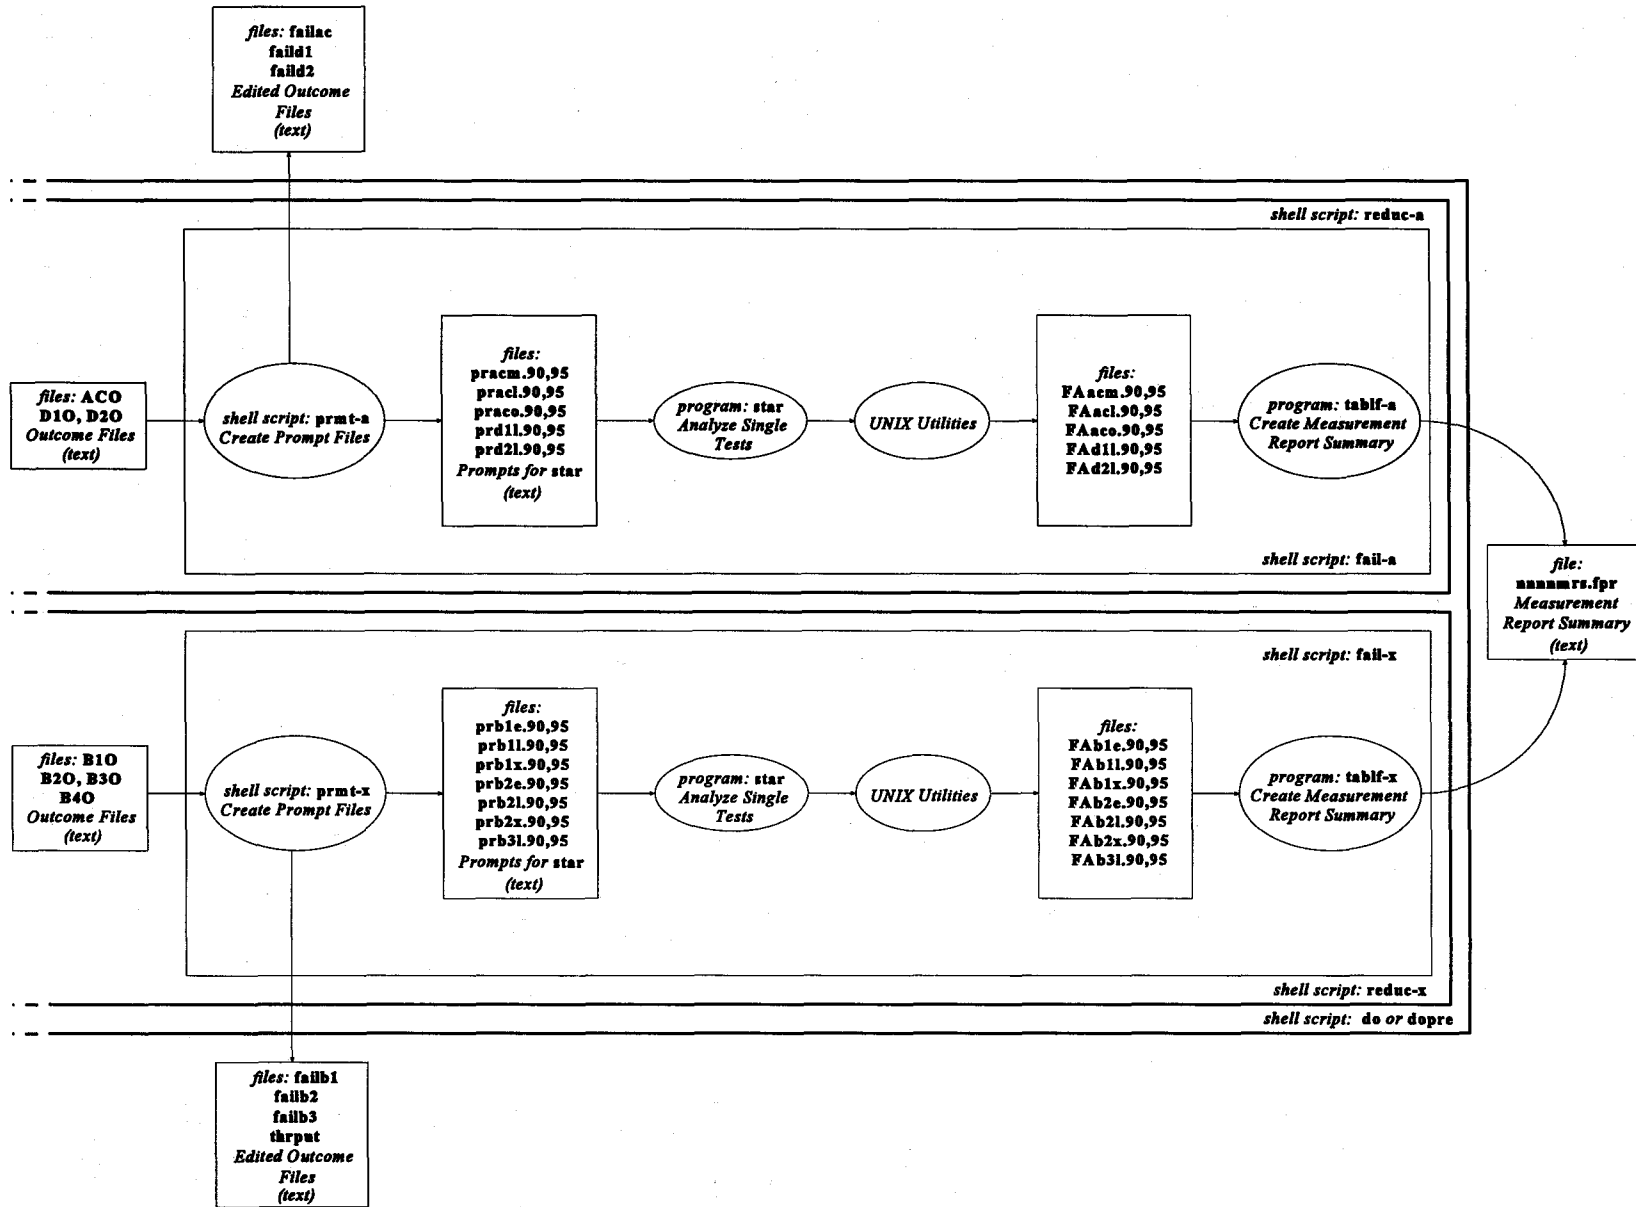 files: failac
faild1
faild2
Edited Outcome
Files
(text)
shell script: reduc-a
files: ACO
D1O, D2O
Outcome Files
(text)
shell script: prmt-a
Create Prompt Files
files:
pracm.90,95
pracl.90,95
praco.90,95
prd1l.90,95
prd2l.90,95
Prompts for star
(text)
program: star
Analyze Single
Tests
UNIX Utilities
files:
FAacm.90,95
FAacl.90,95
FAaco.90,95
FAd1l.90,95
FAd2l.90,95
program: tablf-a
Create Measurement
Report Summary
shell script: fail-a
file:
nnnnmrs.fpr
Measurement
Report Summary
(text)
shell script: fail-x
files: B1O
B2O, B3O
B4O
Outcome Files
(text)
shell script: prmt-x
Create Prompt Files
files:
prb1e.90,95
prb1l.90,95
prb1x.90,95
prb2e.90,95
prb2l.90,95
prb2x.90,95
prb3l.90,95
Prompts for star
(text)
program: star
Analyze Single
Tests
UNIX Utilities
files:
FAb1e.90,95
FAb1l.90,95
FAb1x.90,95
FAb2e.90,95
FAb2l.90,95
FAb2x.90,95
FAb3l.90,95
program: tablf-x
Create Measurement
Report Summary
shell script: reduc-x
shell script: do or dopre
files: failb1
failb2
failb3
thrput
Edited Outcome
Files
(text)